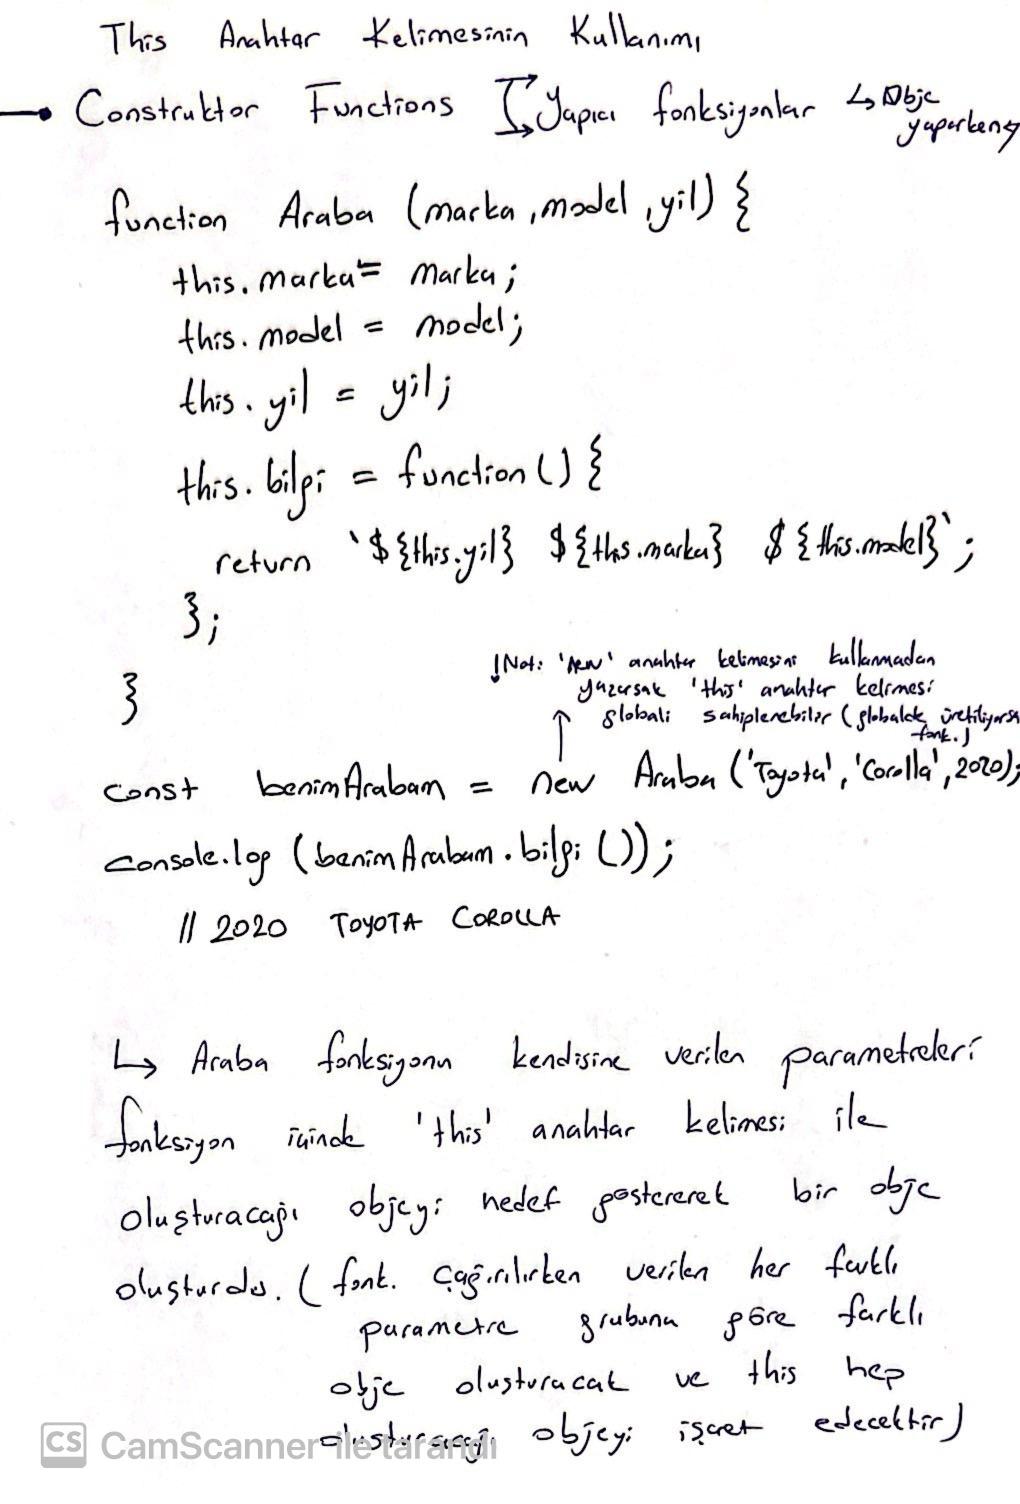 This Anahtar Kelimesinin Kullanımı
Construktor Functions Yapıcı fonksiyonlar ↳ Obje
yaparken
function Araba (marka, model, yil) {
this.marka = marka;
this.model = model;
this.yil = yil;
this.bilgi = function() {
return `${this.yil} ${this.marka} ${this.model}`;
};
}
! Not: 'new' anahtar kelimesini kullanmadan
yazarsak 'this' anahtar kelimesi
globali sahiplenebilir (globalde üretiliyorsa
fonk.)
const benimArabam = new Araba ('Toyota', 'Corolla', 2020);
console.log (benimArabam.bilgi ());
// 2020 TOYOTA COROLLA
↳ Araba fonksiyonu kendisine verilen parametreleri
fonksiyon içinde 'this' anahtar kelimesi ile
oluşturacağı objeyi hedef göstererek bir obje
oluşturdu. ( fonk. çağırılırken verilen her farklı
parametre grubuna göre farklı
obje oluşturacak ve this hep
oluşturacağı objeyi işaret edecektir)
CS CamScanner ile tarandı